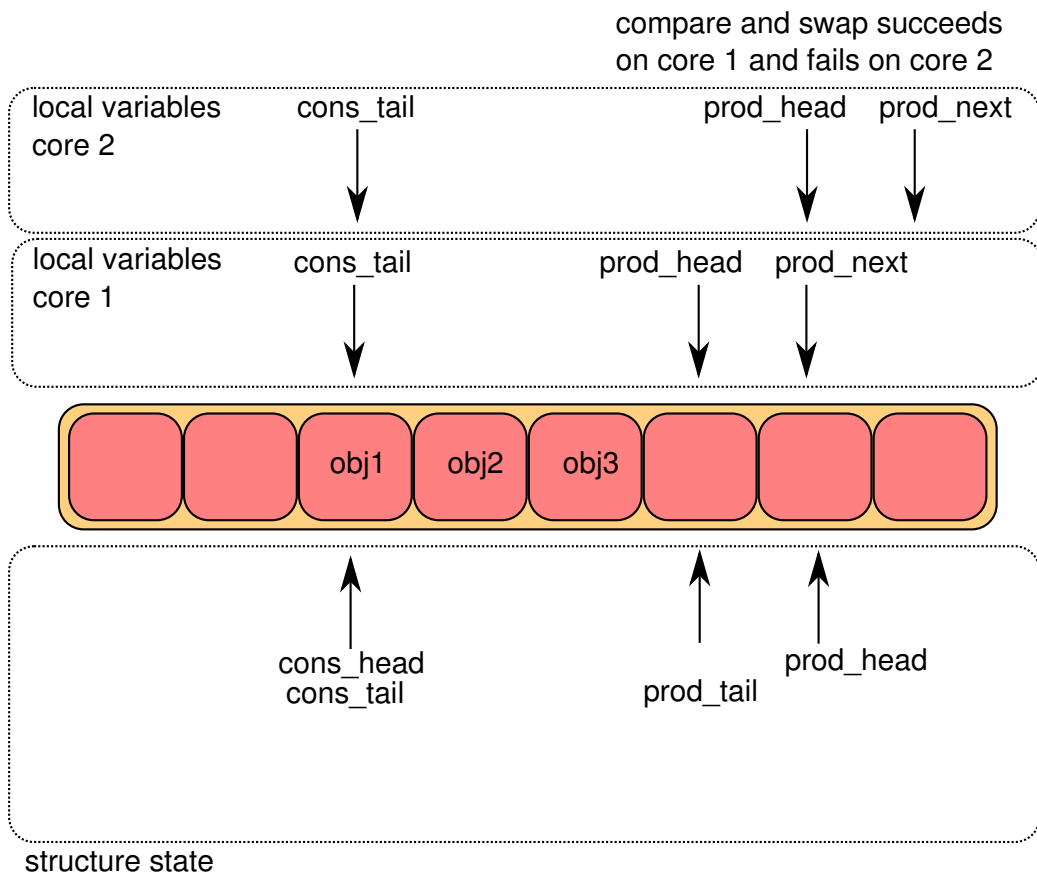 compare and swap succeeds
on core 1 and fails on core 2
local variables
core 2
cons_tail
prod_head
prod_next
local variables
core 1
cons_tail
prod_head
prod_next
obj1
obj2
obj3
cons_head
cons_tail
prod_tail
prod_head
structure state